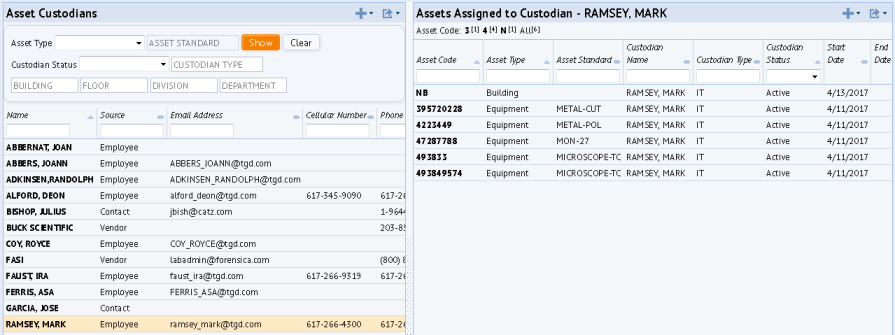 Asset Custodians
Asset Type ASSET STANDARD Show Clear
Custodian Status CUSTODIAN TYPE
BUILDING FLOOR DIVISION DEPARTMENT
Name Source Email Address Cellular Number Phone
ABBERNAT, JOAN Employee
ABBERS, JOANN Employee ABBERS_JOANN@tgd.com
ADKINSEN,RANDOLPH Employee ADKINSEN_RANDOLPH@tgd.com
ALFORD, DEON Employee alford_deon@tgd.com 617-345-9090 617-2
BISHOP, JULIUS Contact jbish@catz.com 1-964
BUCK SCIENTIFIC Vendor 203-8
COY, ROYCE Employee COY_ROYCE@tgd.com
FASI Vendor labadmin@forensica.com (800)
FAUST, IRA Employee faust_ira@tgd.com 617-266-9319 617-2
FERRIS, ASA Employee FERRIS_ASA@tgd.com
GARCIA, JOSE Contact
RAMSEY, MARK Employee ramsey_mark@tgd.com 617-266-4300 617-2
Assets Assigned to Custodian - RAMSEY, MARK
Asset Code: 3 [1] 4 [4] N [1] All[6]
Asset Code Asset Type Asset Standard Custodian Name Custodian Type Custodian Status Start Date End Date
NB Building RAMSEY, MARK IT Active 4/13/2017
395720228 Equipment METAL-CUT RAMSEY, MARK IT Active 4/11/2017
4223449 Equipment METAL-POL RAMSEY, MARK IT Active 4/11/2017
47287788 Equipment MON-27 RAMSEY, MARK IT Active 4/11/2017
493833 Equipment MICROSCOPE-TC RAMSEY, MARK IT Active 4/11/2017
493849574 Equipment MICROSCOPE-TC RAMSEY, MARK IT Active 4/11/2017